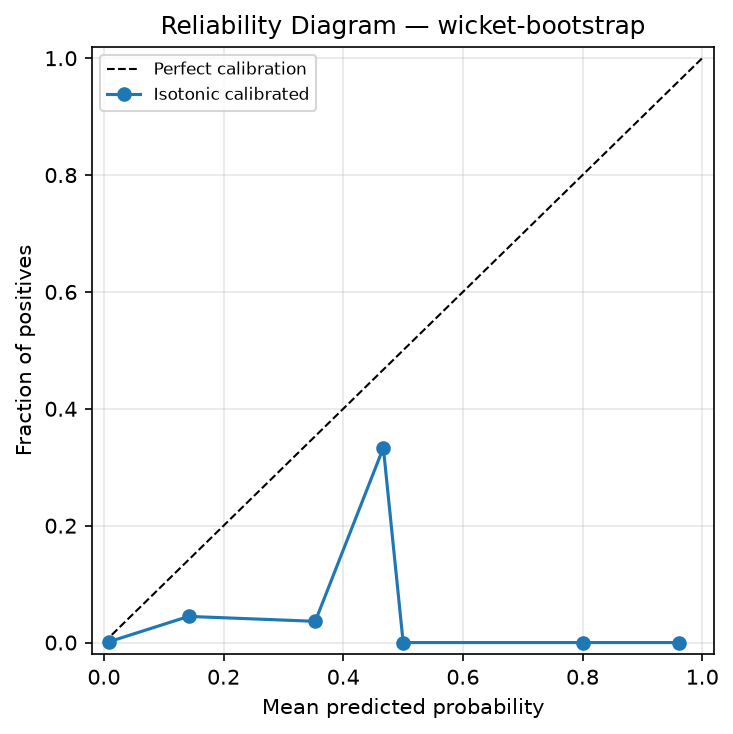 Reliability Diagram — wicket-bootstrap
Perfect calibration
Isotonic calibrated
1.0
0.8
0.6
0.4
0.2
0.0
Fraction of positives
0.0 0.2 0.4 0.6 0.8 1.0
Mean predicted probability